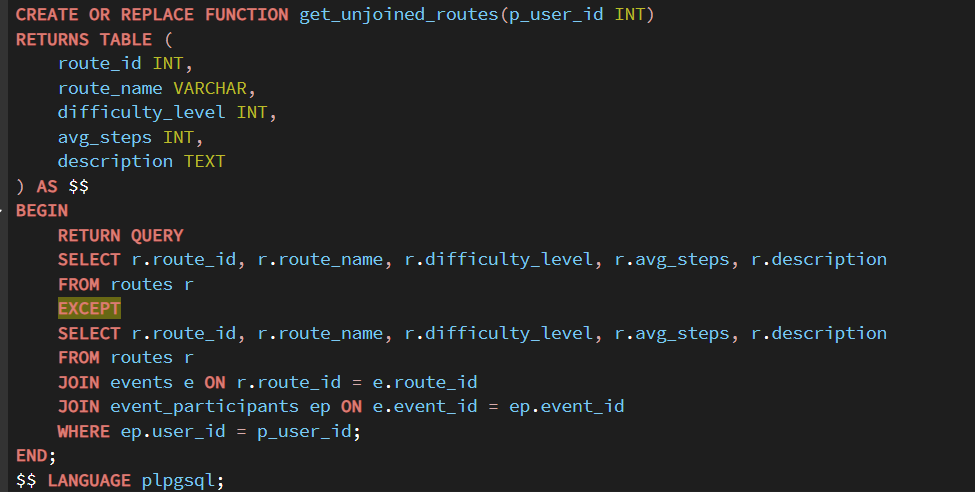 CREATE OR REPLACE FUNCTION get_unjoined_routes(p_user_id INT)
RETURNS TABLE (
    route_id INT,
    route_name VARCHAR,
    difficulty_level INT,
    avg_steps INT,
    description TEXT
) AS $$
BEGIN
    RETURN QUERY
    SELECT r.route_id, r.route_name, r.difficulty_level, r.avg_steps, r.description
    FROM routes r
    EXCEPT
    SELECT r.route_id, r.route_name, r.difficulty_level, r.avg_steps, r.description
    FROM routes r
    JOIN events e ON r.route_id = e.route_id
    JOIN event_participants ep ON e.event_id = ep.event_id
    WHERE ep.user_id = p_user_id;
END;
$$ LANGUAGE plpgsql;